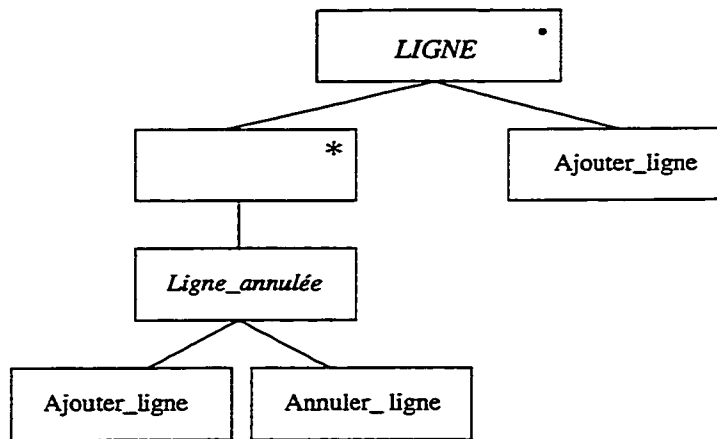 LIGNE •
*
Ajouter_ligne
Ligne_annulée
Ajouter_ligne
Annuler_ ligne